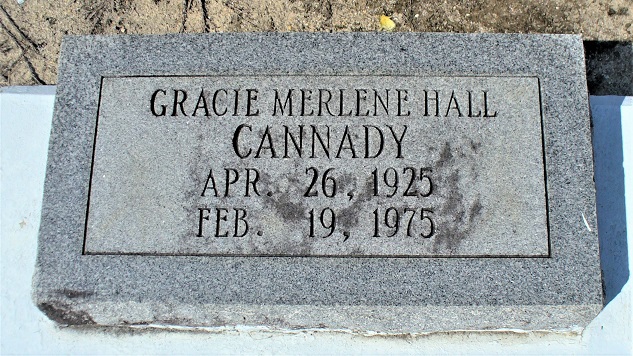 GRACIE MERLENE HALL
CANNADY
APR. 26, 1925
FEB. 19, 1975